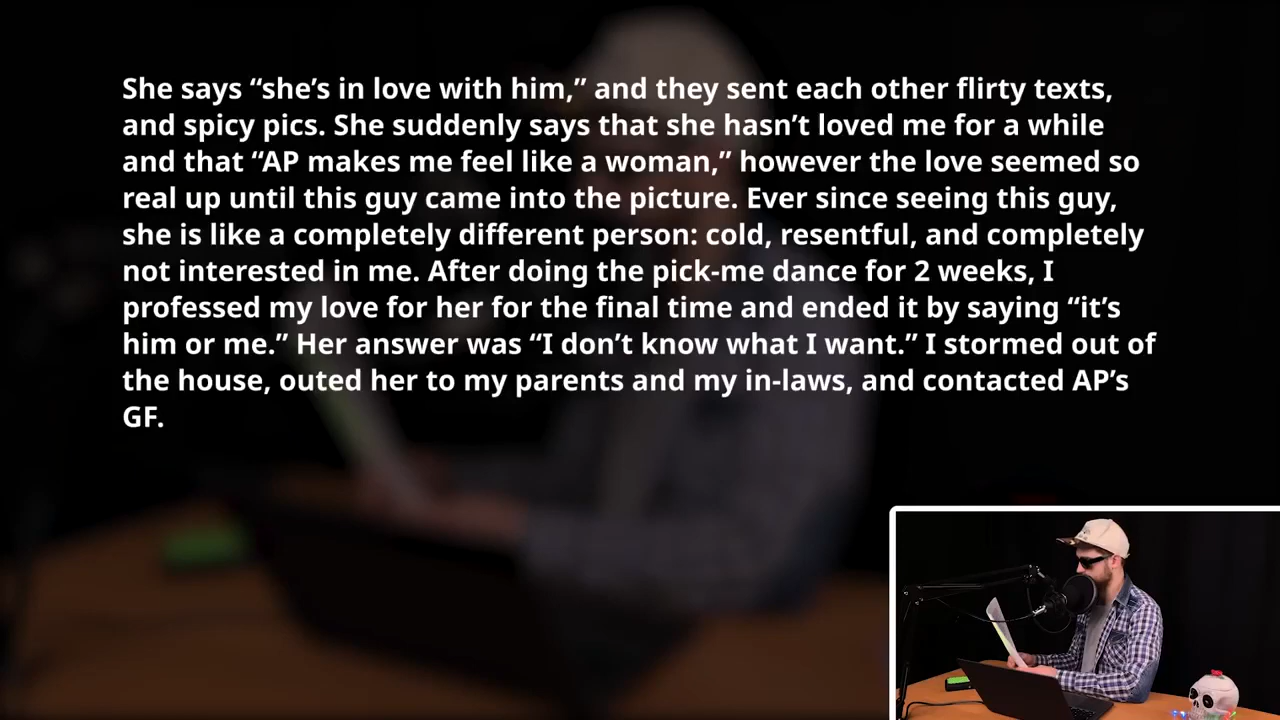 She says “she’s in love with him,” and they sent each other flirty texts,
and spicy pics. She suddenly says that she hasn’t loved me for a while
and that “AP makes me feel like a woman,” however the love seemed so
real up until this guy came into the picture. Ever since seeing this guy,
she is like a completely different person: cold, resentful, and completely
not interested in me. After doing the pick-me dance for 2 weeks, I
professed my love for her for the final time and ended it by saying “it’s
him or me.” Her answer was “I don’t know what I want.” I stormed out of
the house, outed her to my parents and my in-laws, and contacted AP’s
GF.